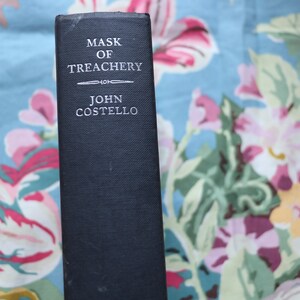 MASK
OF
TREACHERY
JOHN
COSTELLO